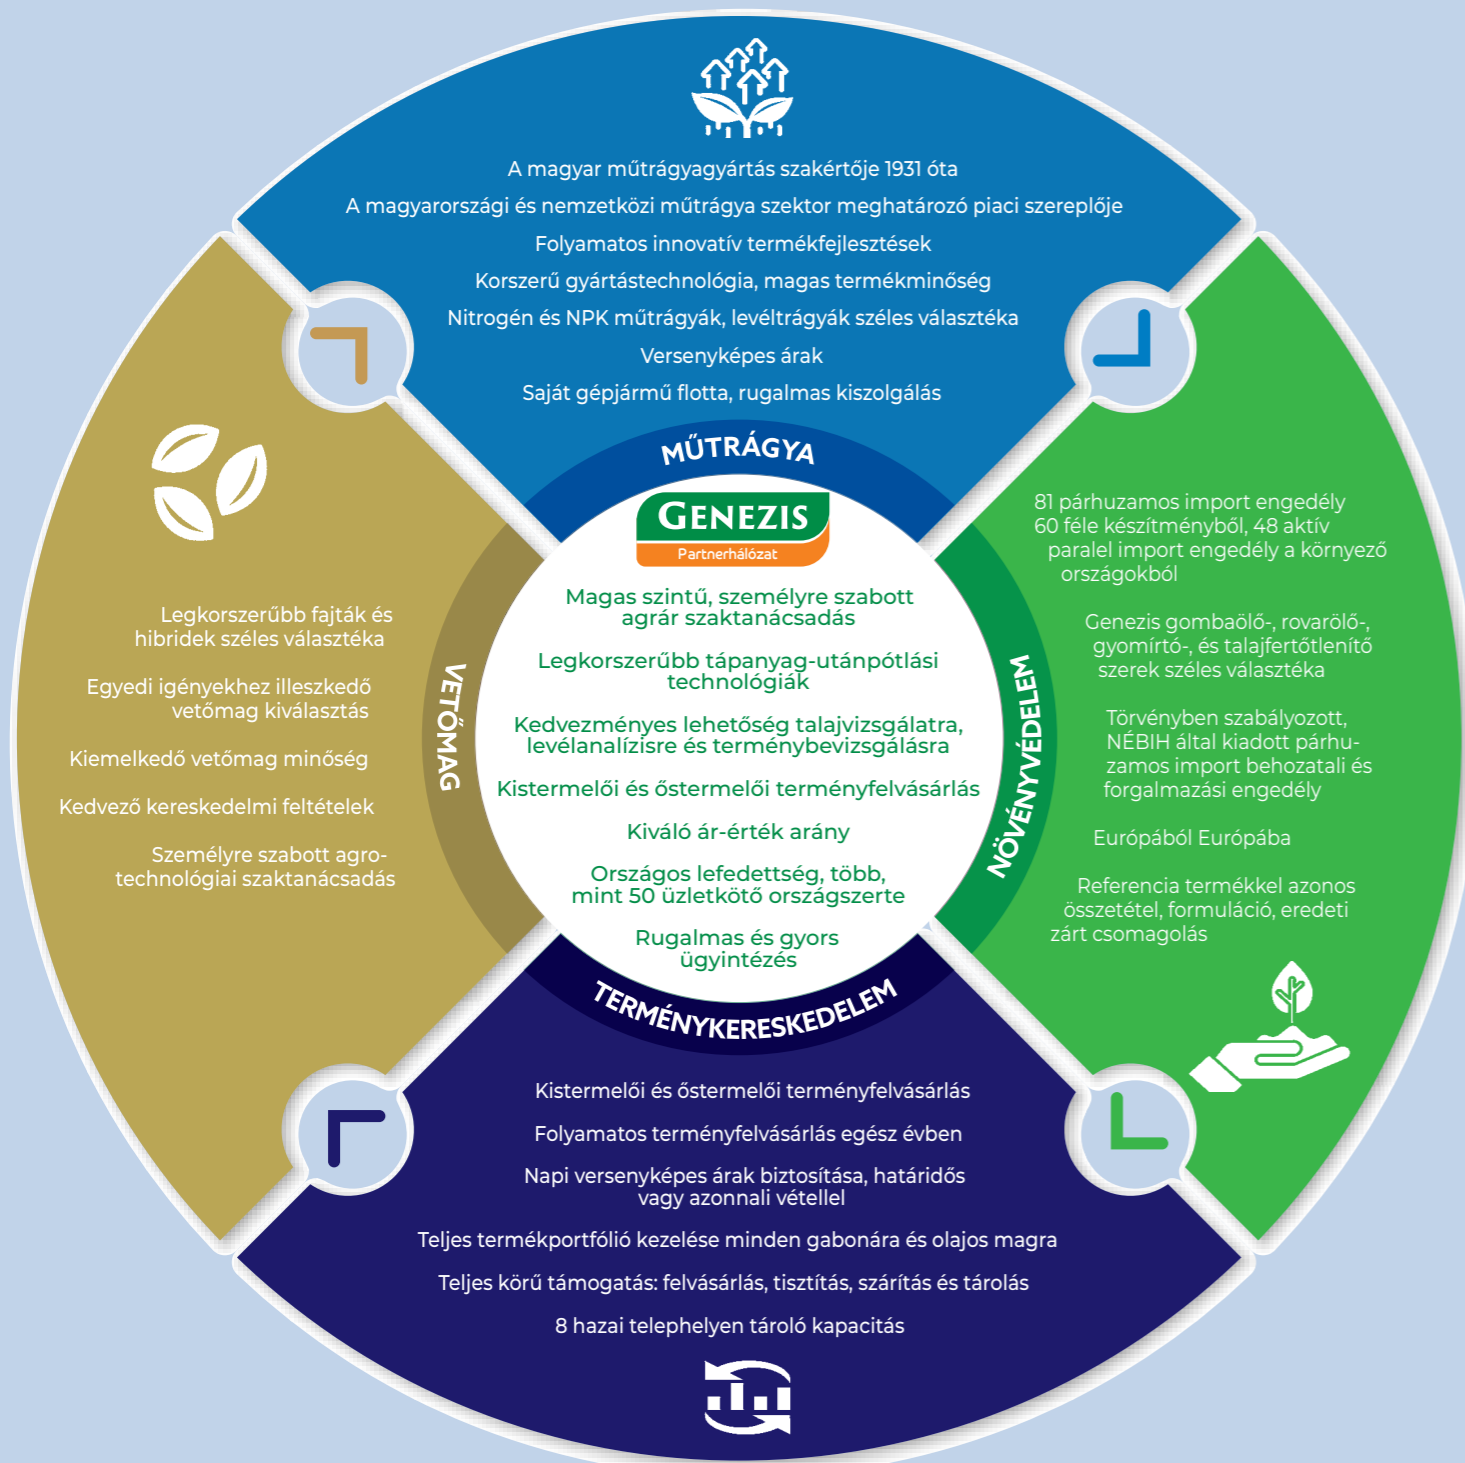 A magyar műtrágyagyártás szakértője 1931 óta
A magyarországi és nemzetközi műtrágya szektor meghatározó piaci szereplője
Folyamatos innovatív termékfejlesztések
Korszerű gyártástechnológia, magas termékminőség
Nitrogén és NPK műtrágyák, levéltrágyák széles választéka
Versenyképes árak
Saját gépjármű flotta, rugalmas kiszolgálás
MŰTRÁGYA
Legkorszerűbb fajták és
hibridek széles választéka
Egyedi igényekhez illeszkedő
vetőmag kiválasztás
Kiemelkedő vetőmag minőség
Kedvező kereskedelmi feltételek
Személyre szabott agro-
technológiai szaktanácsadás
VETŐMAG
GENEZIS
Partnerhálózat
Magas szintű, személyre szabott
agrár szaktanácsadás
Legkorszerűbb tápanyag-utánpótlási
technológiák
Kedvezményes lehetőség talajvizsgálatra,
levélanalízisre és terménybevizsgálásra
Kistermelői és őstermelői terményfelvásárlás
Kiváló ár-érték arány
Országos lefedettség, több,
mint 50 üzletkötő országszerte
Rugalmas és gyors
ügyintézés
NÖVÉNYVÉDELEM
81 párhuzamos import engedély
60 féle készítményből, 48 aktív
paralel import engedély a környező
országokból
Genezis gombaölő-, rovarölő-,
gyomírtó-, és talajfertőtlenítő
szerek széles választéka
Törvényben szabályozott,
NÉBIH által kiadott párhu-
zamos import behozatali és
forgalmazási engedély
Európából Európába
Referencia termékkel azonos
összetétel, formuláció, eredeti
zárt csomagolás
TERMÉNYKERESKEDELEM
Kistermelői és őstermelői terményfelvásárlás
Folyamatos terményfelvásárlás egész évben
Napi versenyképes árak biztosítása, határidős
vagy azonnali vétellel
Teljes termékportfólió kezelése minden gabonára és olajos magra
Teljes körű támogatás: felvásárlás, tisztítás, szárítás és tárolás
8 hazai telephelyen tároló kapacitás